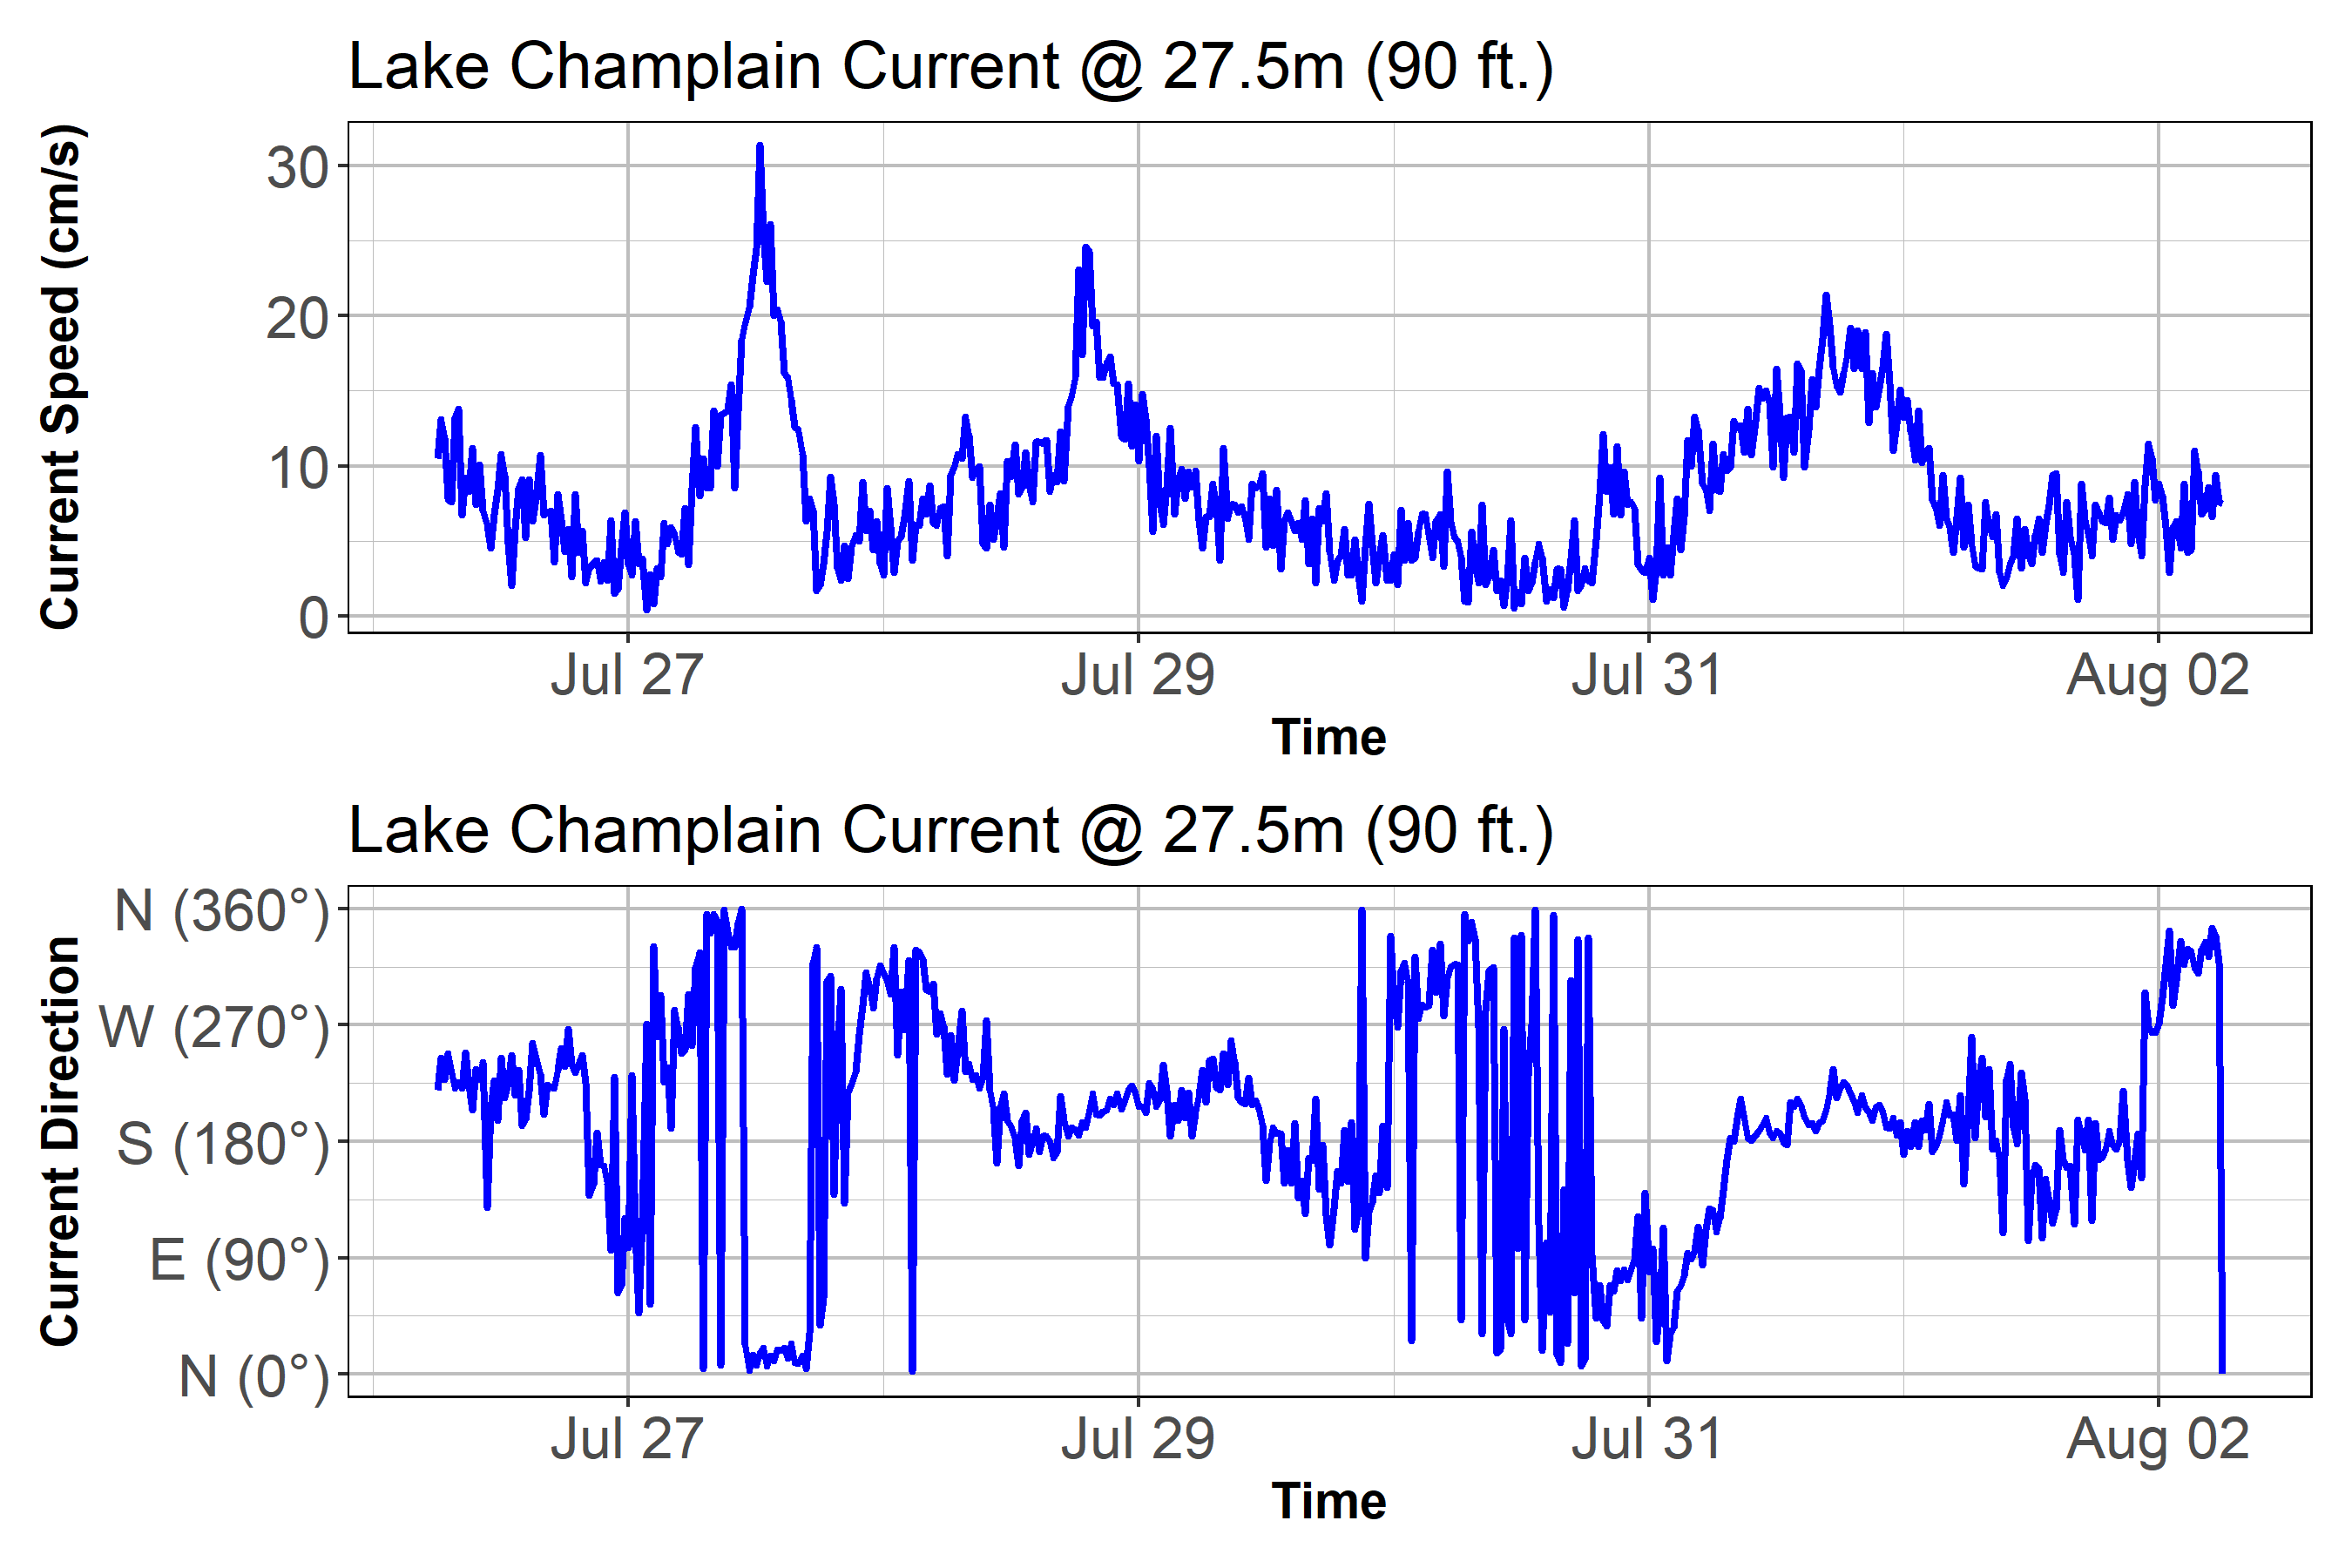 Lake Champlain Current @ 27.5m (90 ft.)
Current Speed (cm/s)
30
20
10
0
Jul 27 Jul 29 Jul 31 Aug 02
Time
Lake Champlain Current @ 27.5m (90 ft.)
Current Direction
N (360°)
W (270°)
S (180°)
E (90°)
N (0°)
Jul 27 Jul 29 Jul 31 Aug 02
Time